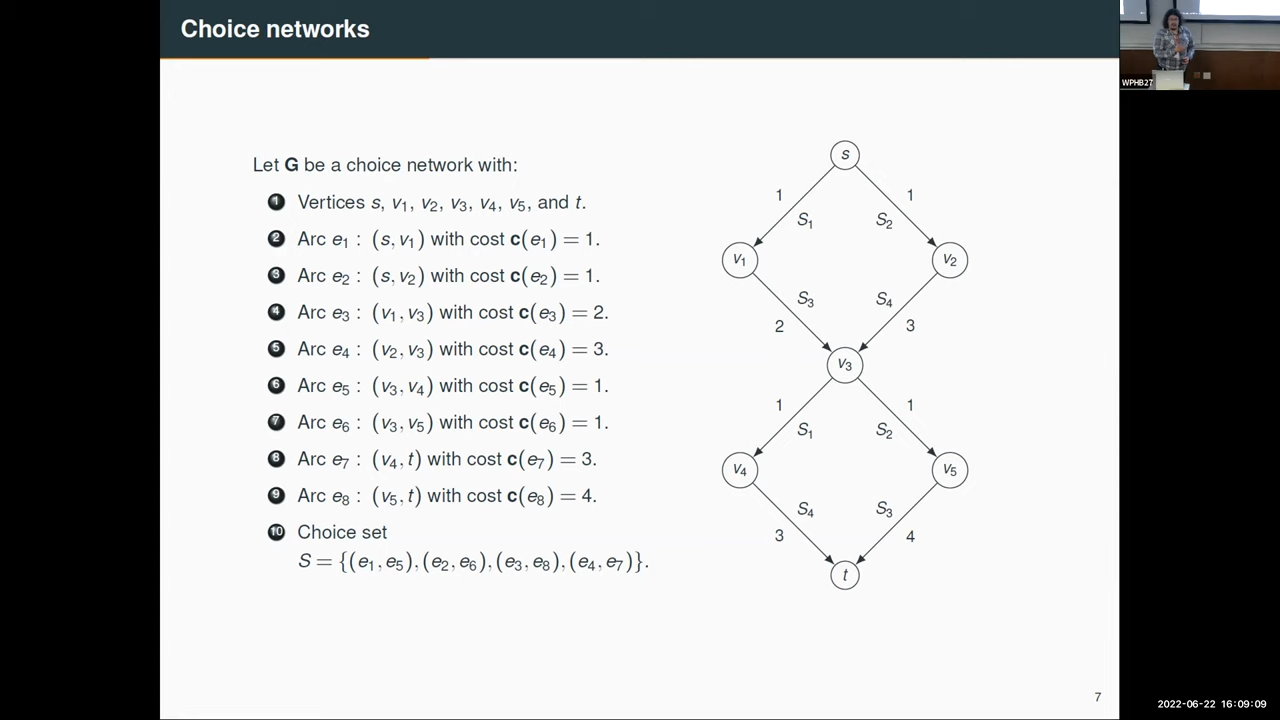 Choice networks
WPHB27
Let G be a choice network with:
1 Vertices s, v₁, v₂, v₃, v₄, v₅, and t.
2 Arc e₁ : (s, v₁) with cost c(e₁) = 1.
3 Arc e₂ : (s, v₂) with cost c(e₂) = 1.
4 Arc e₃ : (v₁, v₃) with cost c(e₃) = 2.
5 Arc e₄ : (v₂, v₃) with cost c(e₄) = 3.
6 Arc e₅ : (v₃, v₄) with cost c(e₅) = 1.
7 Arc e₆ : (v₃, v₅) with cost c(e₆) = 1.
8 Arc e₇ : (v₄, t) with cost c(e₇) = 3.
9 Arc e₈ : (v₅, t) with cost c(e₈) = 4.
10 Choice set
S = {(e₁, e₅), (e₂, e₆), (e₃, e₈), (e₄, e₇)}.
s
1 1
S₁ S₂
v₁ v₂
S₃ S₄
2 3
v₃
1 1
S₁ S₂
v₄ v₅
S₄ S₃
3 4
t
7
2022-06-22 16:09:09